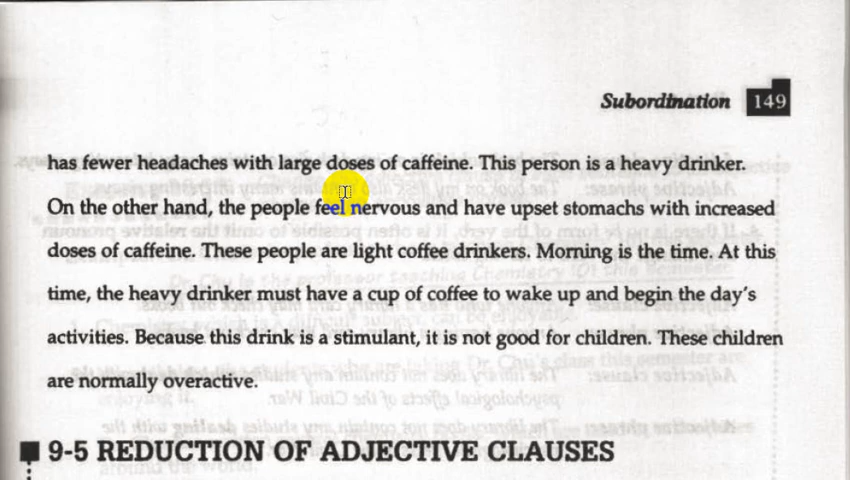 Subordination 149
has fewer headaches with large doses of caffeine. This person is a heavy drinker.
On the other hand, the people feel nervous and have upset stomachs with increased
doses of caffeine. These people are light coffee drinkers. Morning is the time. At this
time, the heavy drinker must have a cup of coffee to wake up and begin the day's
activities. Because this drink is a stimulant, it is not good for children. These children
are normally overactive.
9-5 REDUCTION OF ADJECTIVE CLAUSES